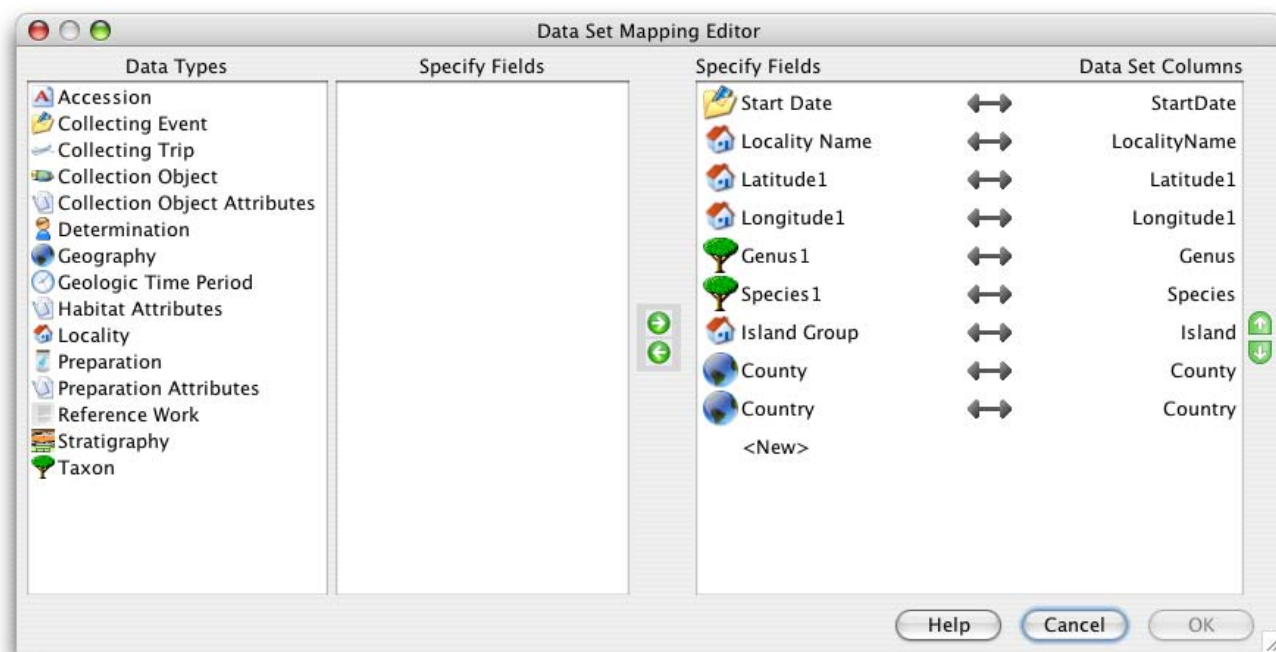 Data Set Mapping Editor
Data Types
Specify Fields
Specify Fields
Data Set Columns
Accession
Collecting Event
Collecting Trip
Collection Object
Collection Object Attributes
Determination
Geography
Geologic Time Period
Habitat Attributes
Locality
Preparation
Preparation Attributes
Reference Work
Stratigraphy
Taxon
Start Date StartDate
Locality Name LocalityName
Latitude1 Latitude1
Longitude1 Longitude1
Genus1 Genus
Species1 Species
Island Group Island
County County
Country Country
<New>
Help Cancel OK